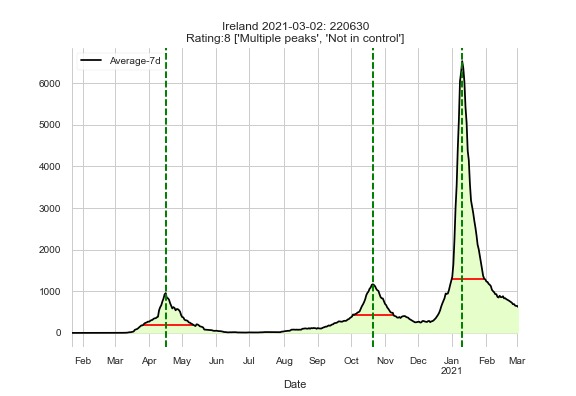 Ireland 2021-03-02: 220630
Rating:8 ['Multiple peaks', 'Not in control']
Average-7d
6000
5000
4000
3000
2000
1000
0
Feb Mar Apr May Jun Jul Aug Sep Oct Nov Dec Jan Feb Mar
2021
Date